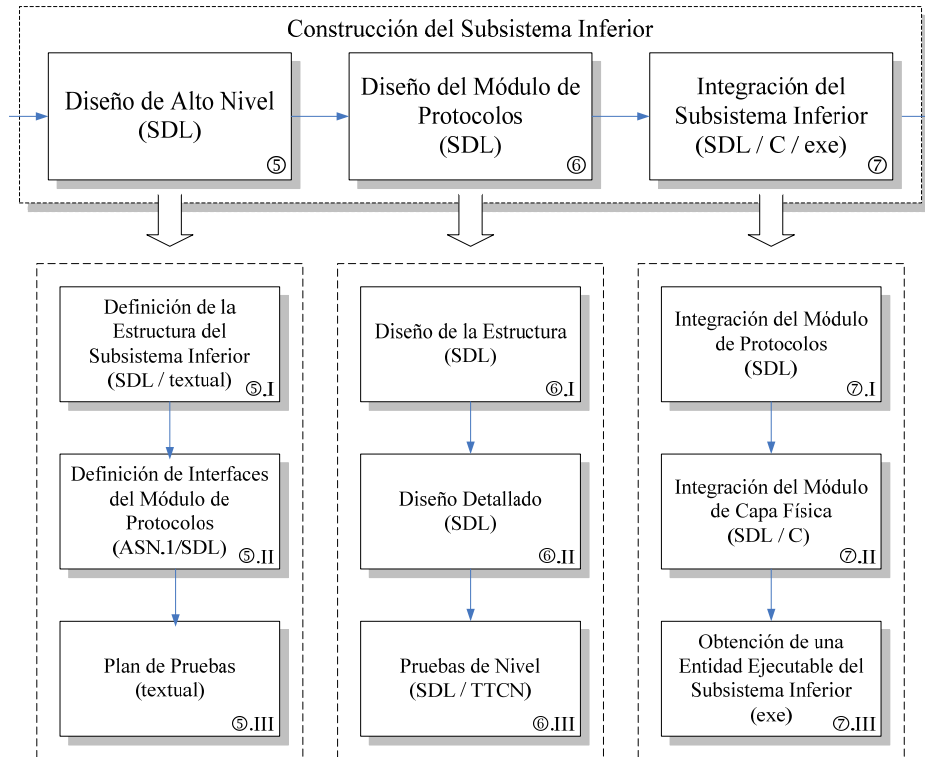 Construcción del Subsistema Inferior
Diseño de Alto Nivel
(SDL)
⑤
Diseño del Módulo de
Protocolos
(SDL)
⑥
Integración del
Subsistema Inferior
(SDL / C / exe)
⑦
Definición de la
Estructura del
Subsistema Inferior
(SDL / textual)
⑤.I
Definición de Interfaces
del Módulo de
Protocolos
(ASN.1/SDL)
⑤.II
Plan de Pruebas
(textual)
⑤.III
Diseño de la Estructura
(SDL)
⑥.I
Diseño Detallado
(SDL)
⑥.II
Pruebas de Nivel
(SDL / TTCN)
⑥.III
Integración del Módulo
de Protocolos
(SDL)
⑦.I
Integración del Módulo
de Capa Física
(SDL / C)
⑦.II
Obtención de una
Entidad Ejecutable del
Subsistema Inferior
(exe)
⑦.III